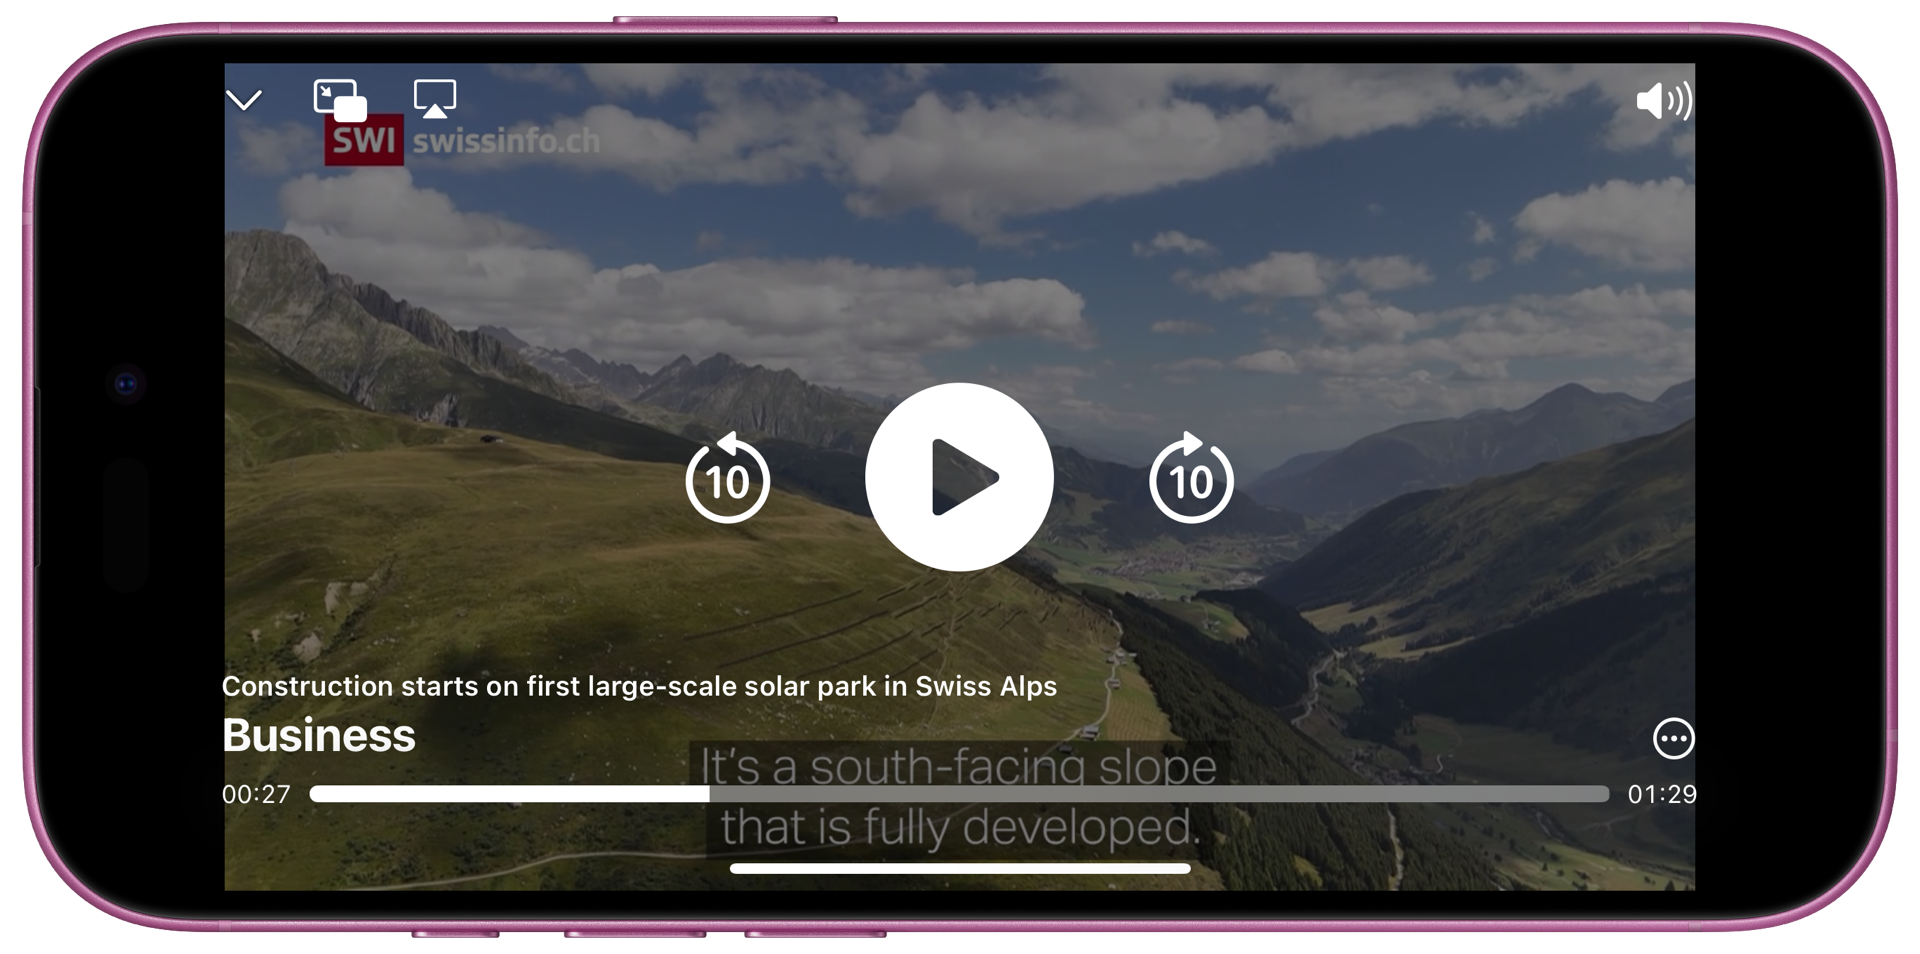 SWI swissinfo.ch
10
10
Construction starts on first large-scale solar park in Swiss Alps
Business
It's a south-facing slope
00:27
01:29
that is fully developed.